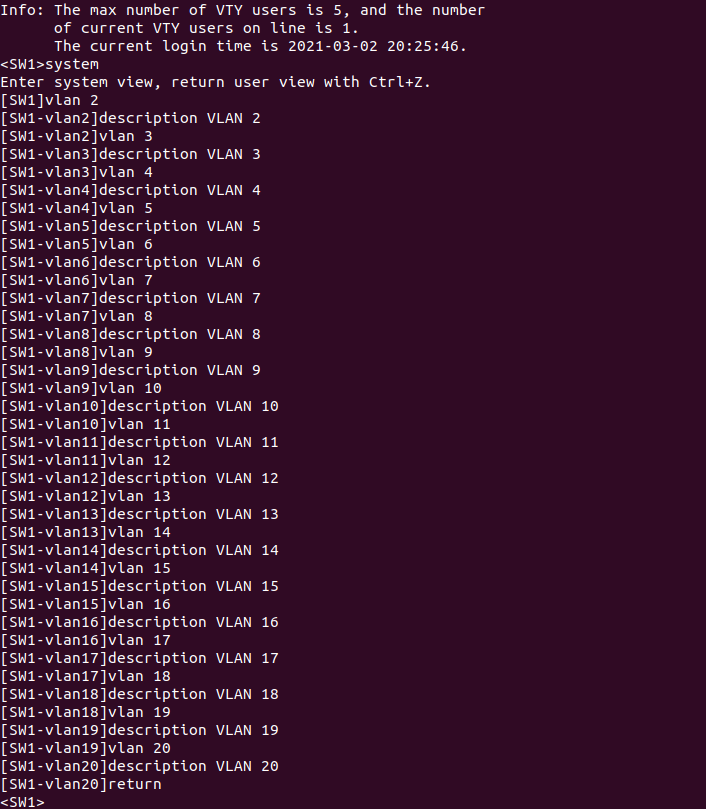 Info: The max number of VTY users is 5, and the number
      of current VTY users on line is 1.
      The current login time is 2021-03-02 20:25:46.
<SW1>system
Enter system view, return user view with Ctrl+Z.
[SW1]vlan 2
[SW1-vlan2]description VLAN 2
[SW1-vlan2]vlan 3
[SW1-vlan3]description VLAN 3
[SW1-vlan3]vlan 4
[SW1-vlan4]description VLAN 4
[SW1-vlan4]vlan 5
[SW1-vlan5]description VLAN 5
[SW1-vlan5]vlan 6
[SW1-vlan6]description VLAN 6
[SW1-vlan6]vlan 7
[SW1-vlan7]description VLAN 7
[SW1-vlan7]vlan 8
[SW1-vlan8]description VLAN 8
[SW1-vlan8]vlan 9
[SW1-vlan9]description VLAN 9
[SW1-vlan9]vlan 10
[SW1-vlan10]description VLAN 10
[SW1-vlan10]vlan 11
[SW1-vlan11]description VLAN 11
[SW1-vlan11]vlan 12
[SW1-vlan12]description VLAN 12
[SW1-vlan12]vlan 13
[SW1-vlan13]description VLAN 13
[SW1-vlan13]vlan 14
[SW1-vlan14]description VLAN 14
[SW1-vlan14]vlan 15
[SW1-vlan15]description VLAN 15
[SW1-vlan15]vlan 16
[SW1-vlan16]description VLAN 16
[SW1-vlan16]vlan 17
[SW1-vlan17]description VLAN 17
[SW1-vlan17]vlan 18
[SW1-vlan18]description VLAN 18
[SW1-vlan18]vlan 19
[SW1-vlan19]description VLAN 19
[SW1-vlan19]vlan 20
[SW1-vlan20]description VLAN 20
[SW1-vlan20]return
<SW1>